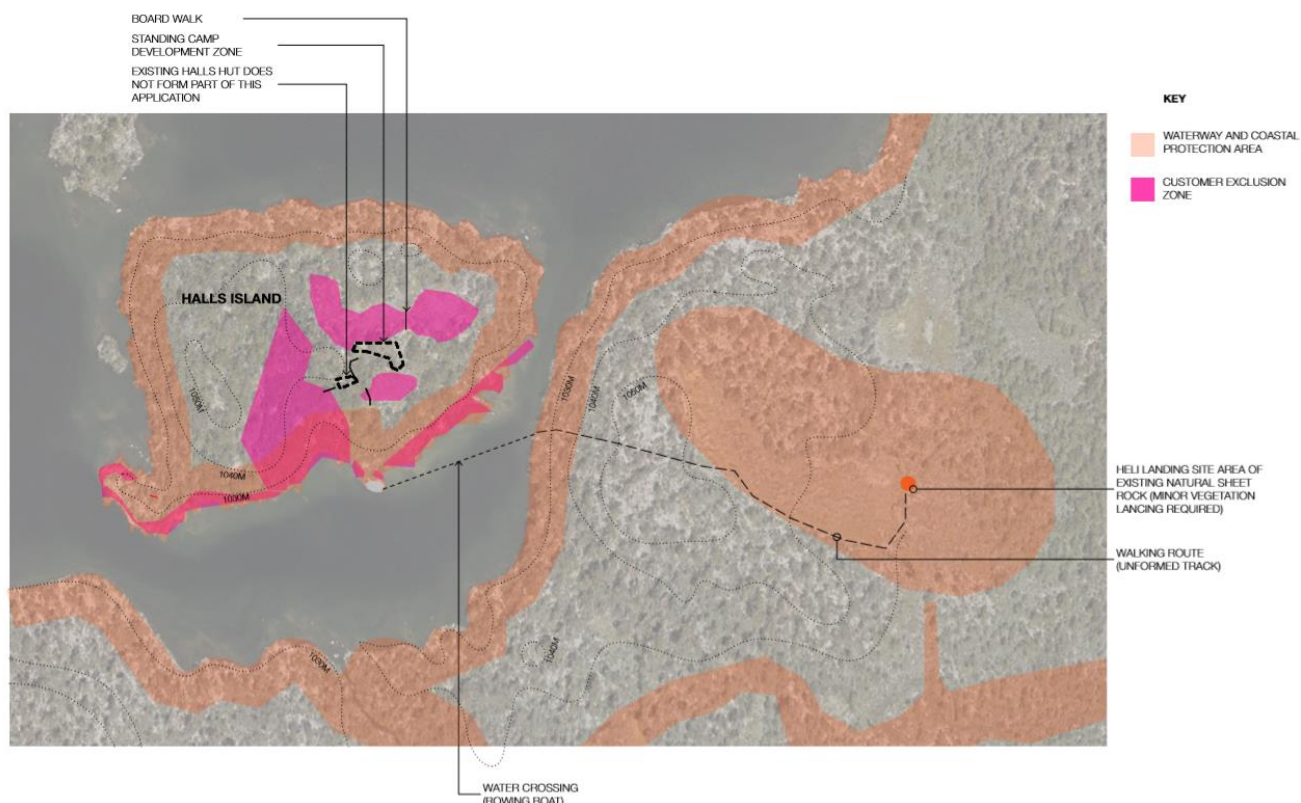 BOARD WALK
STANDING CAMP
DEVELOPMENT ZONE
EXISTING HALLS HUT DOES
NOT FORM PART OF THIS
APPLICATION
KEY
WATERWAY AND COASTAL
PROTECTION AREA
CUSTOMER EXCLUSION
ZONE
HALLS ISLAND
1050M
1040M
1030M
1030M
1040M
1050M
HELI LANDING SITE AREA OF
EXISTING NATURAL SHEET
ROCK (MINOR VEGETATION
LANCING REQUIRED)
WALKING ROUTE
(UNFORMED TRACK)
1030M
1040M
WATER CROSSING
(ROWING BOAT)